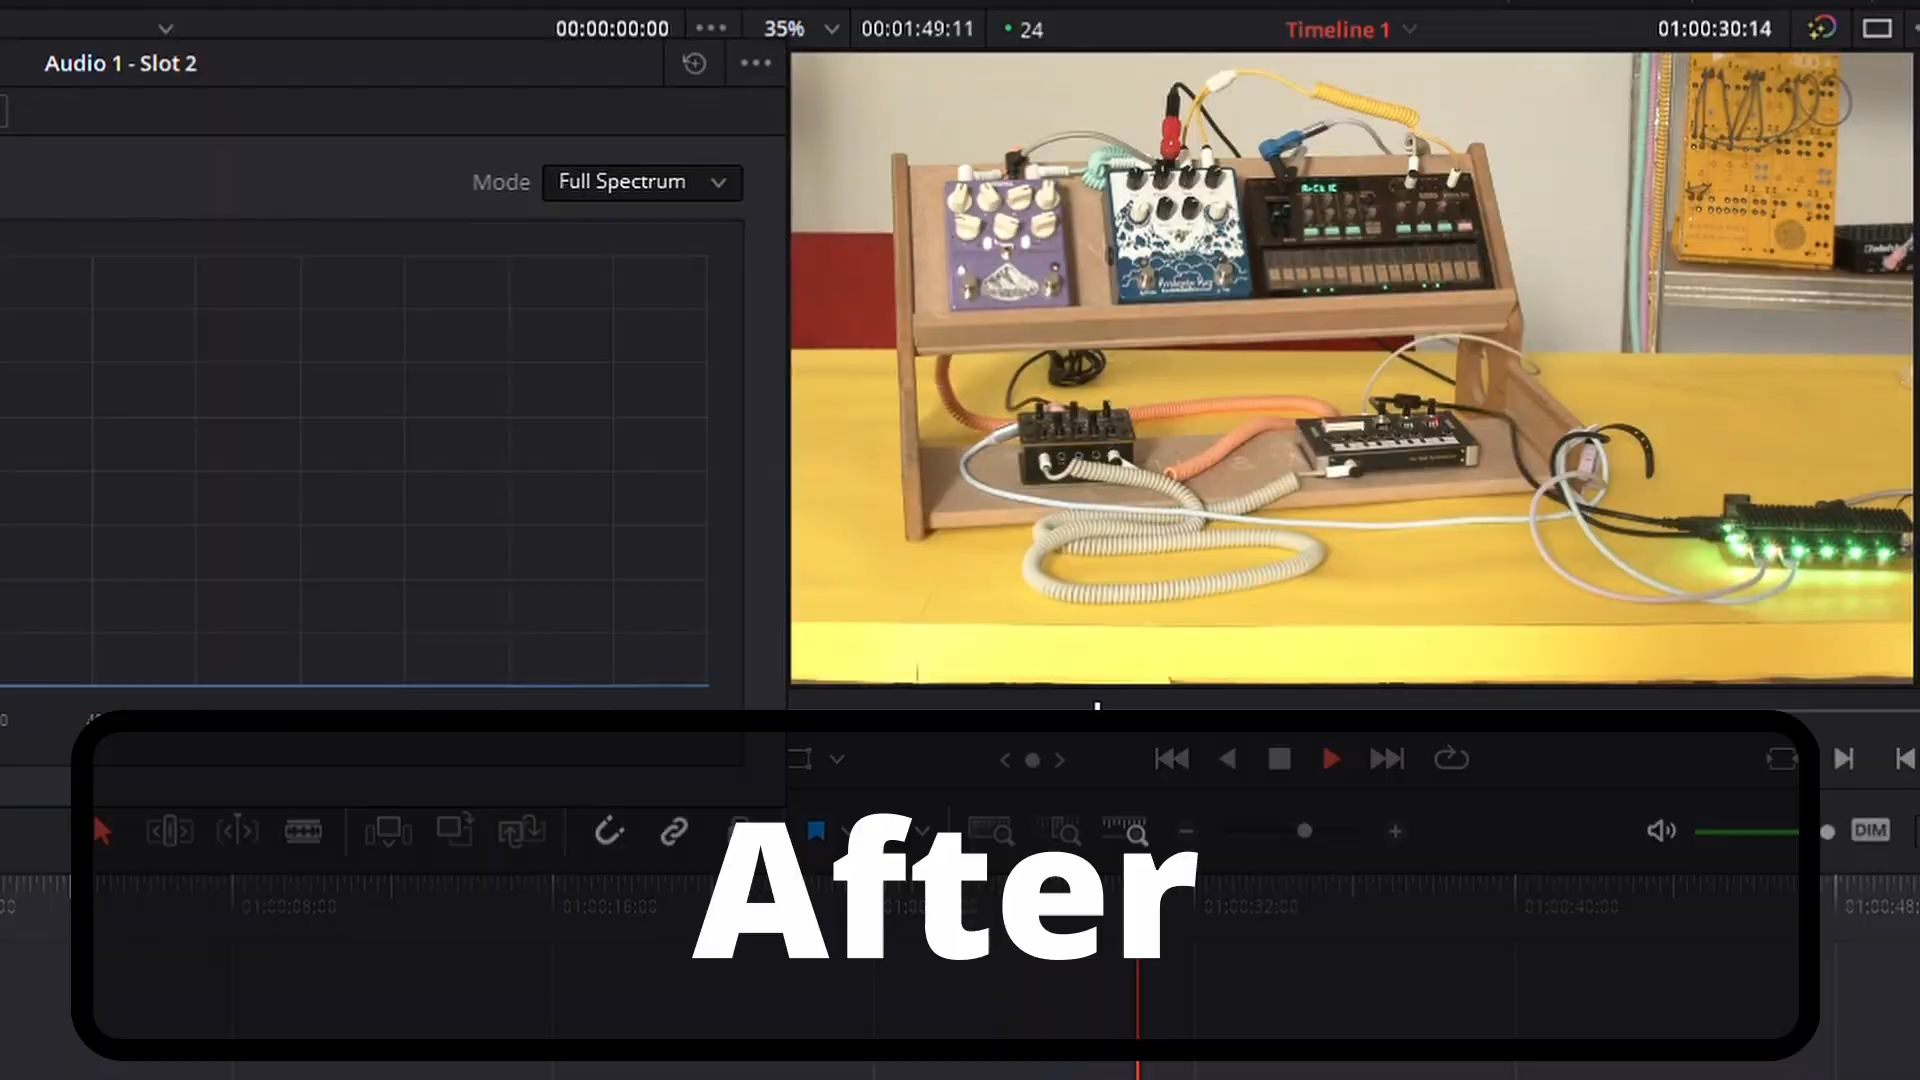 00:00:00:00
35%
00:01:49:11
24
Timeline 1
01:00:30:14
Audio 1 - Slot 2
Mode
Full Spectrum
DIM
01:00:08:00
01:00:16:00
01:00:32:00
01:00:40:00
01:00:48:
After